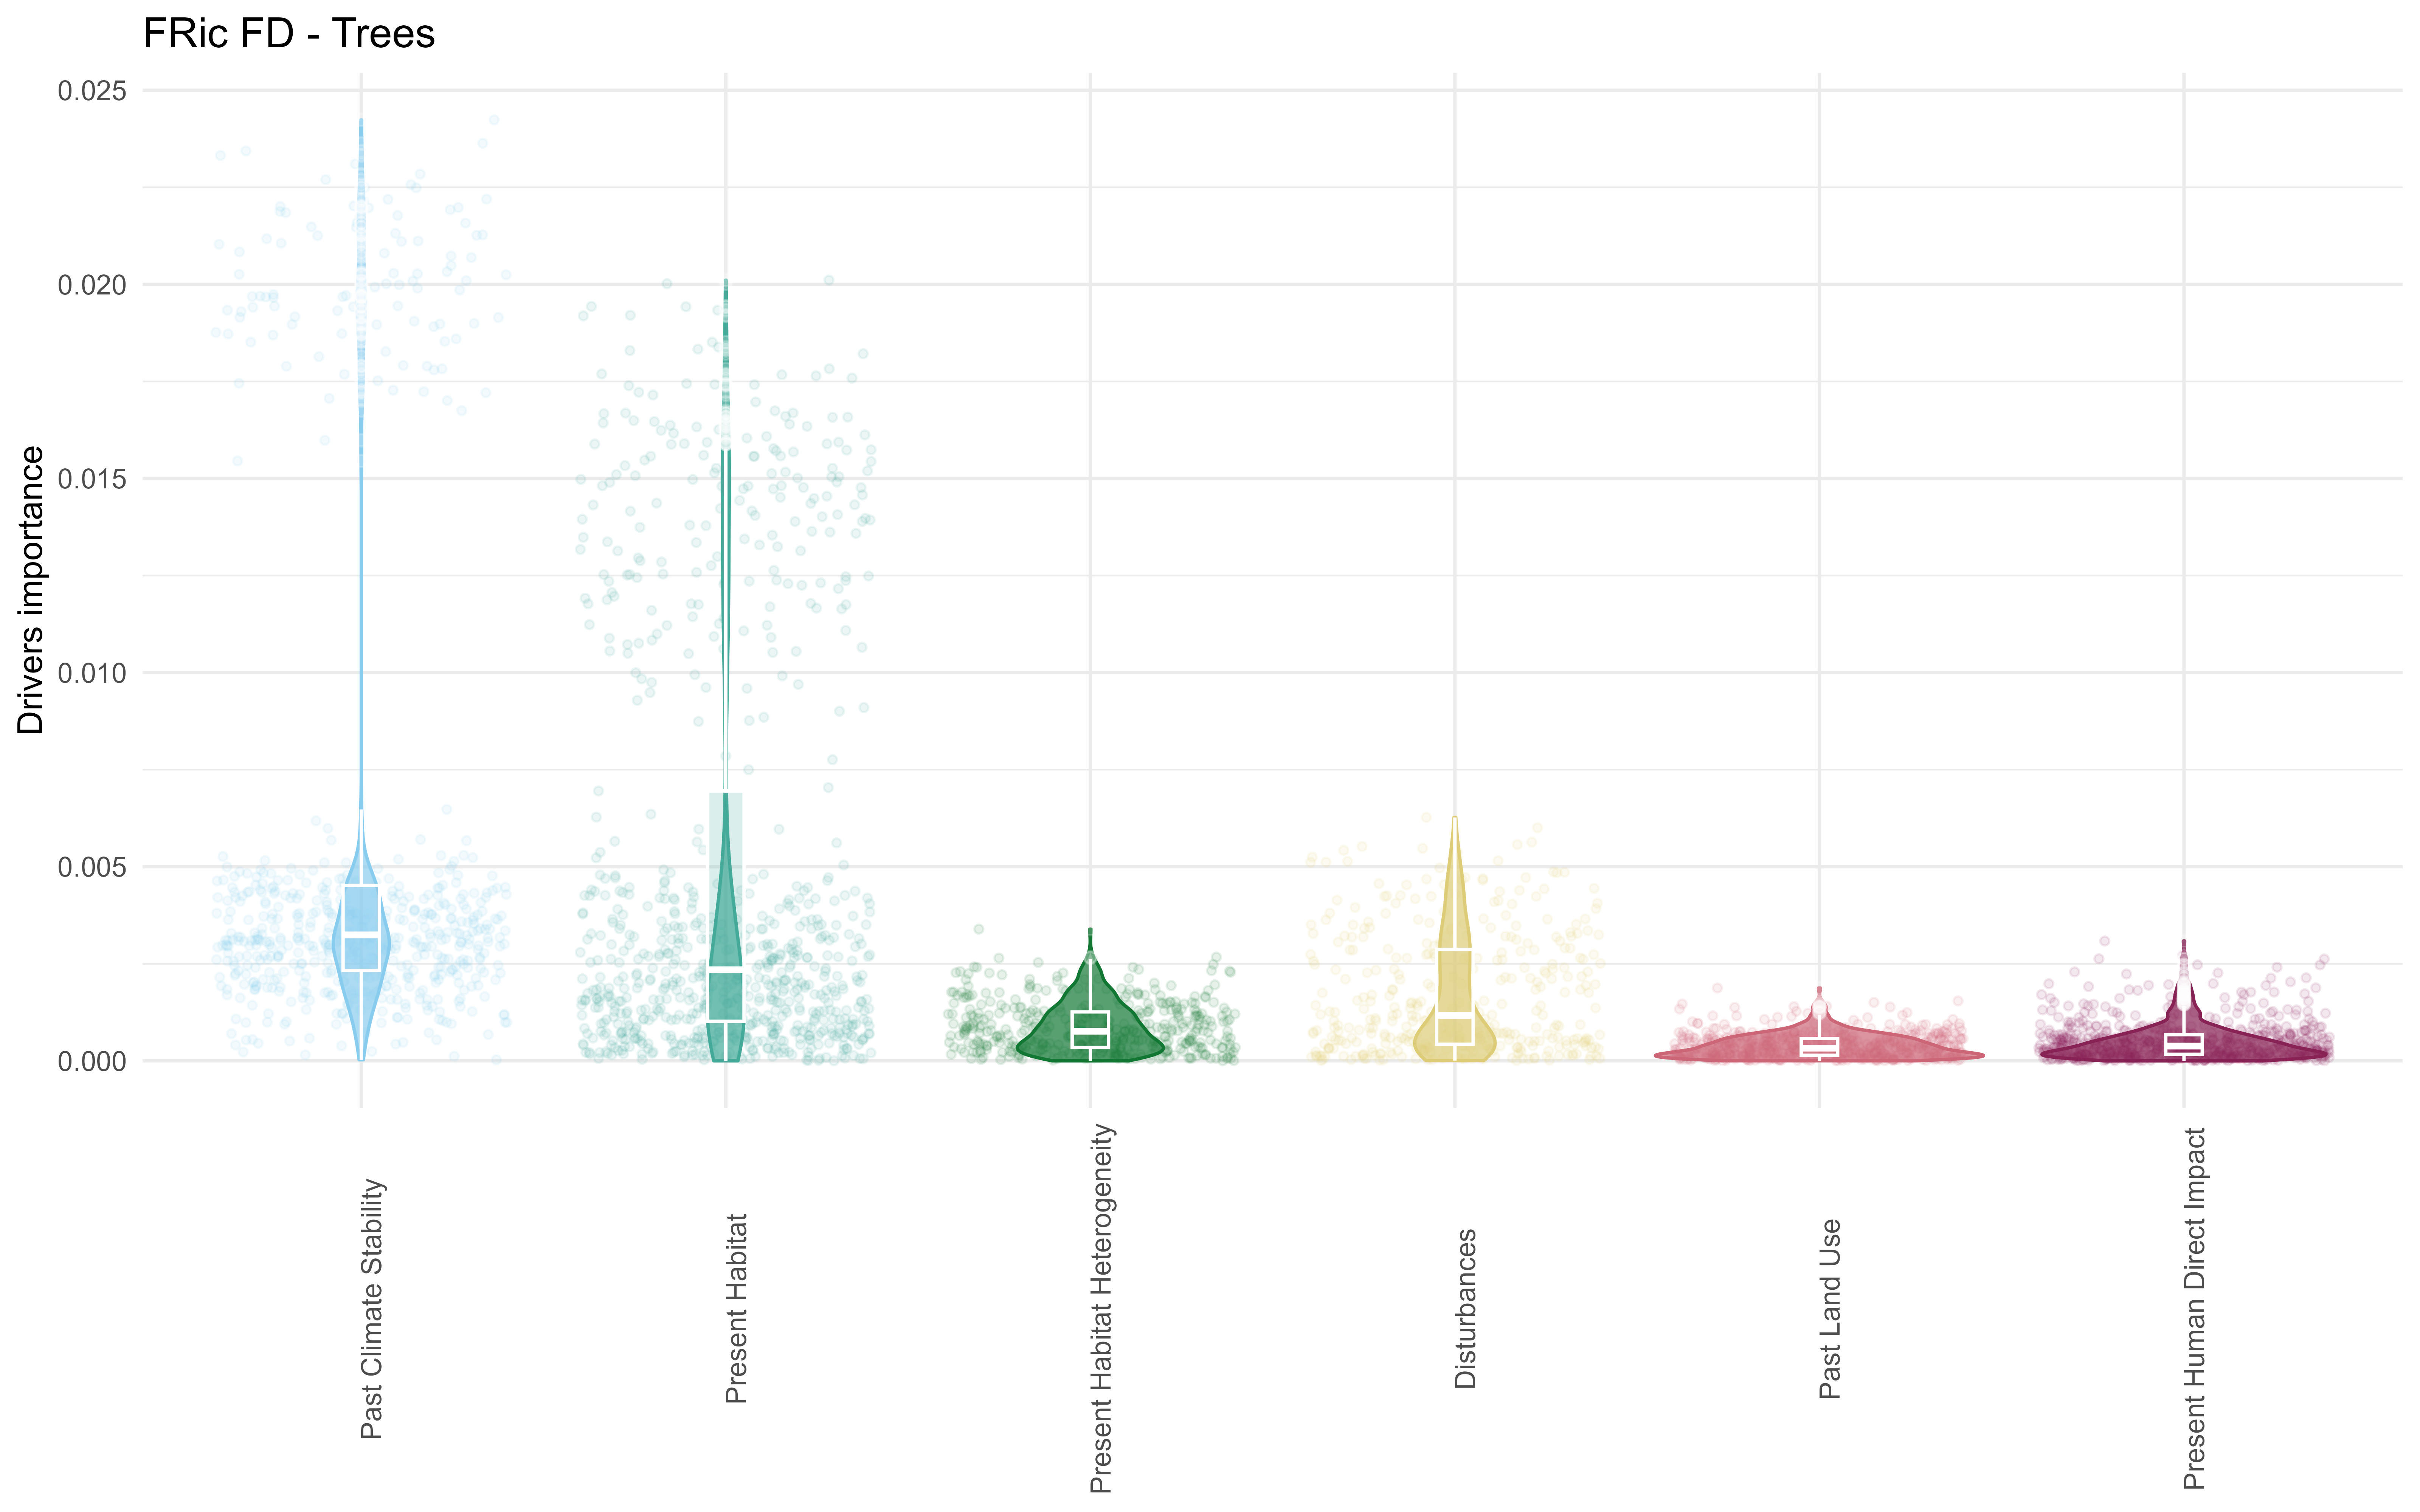 FRic FD - Trees
Drivers importance
0.025
0.020
0.015
0.010
0.005
0.000
Past Climate Stability
Present Habitat
Present Habitat Heterogeneity
Disturbances
Past Land Use
Present Human Direct Impact